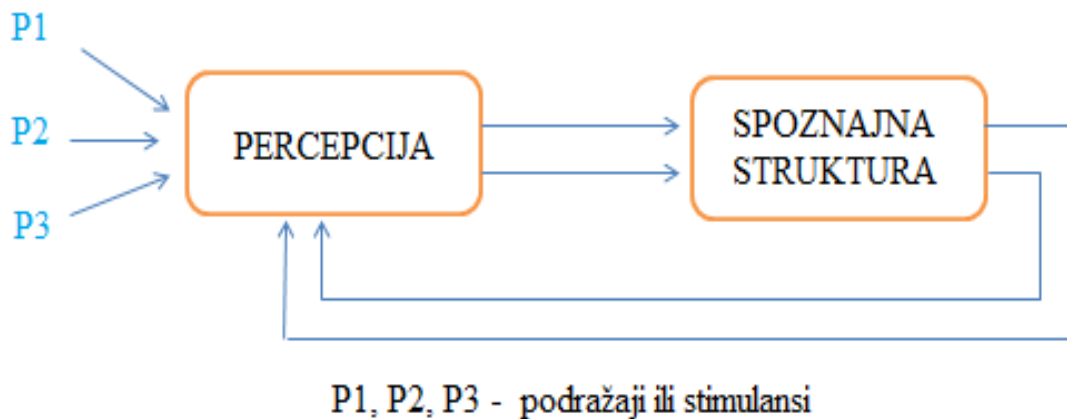 P1
P2
P3
PERCEPCIJA
SPOZNAJNA
STRUKTURA
P1, P2, P3 - podražaji ili stimulansi